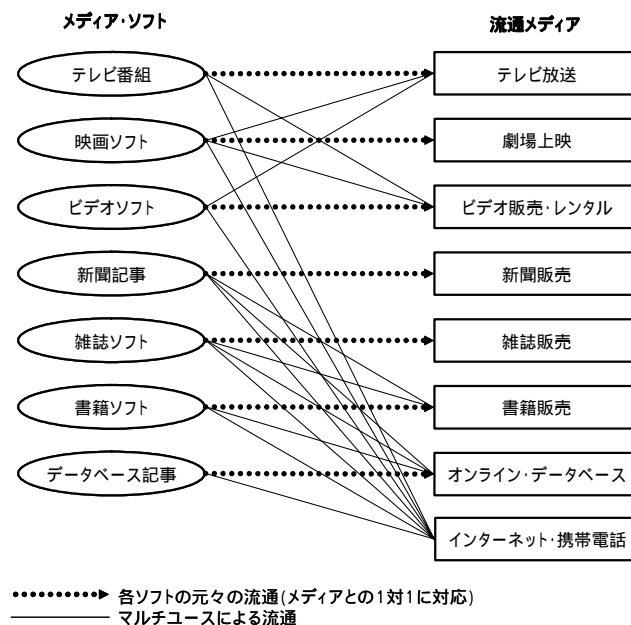 メディア・ソフト
流通メディア
テレビ番組
テレビ放送
映画ソフト
劇場上映
ビデオソフト
ビデオ販売・レンタル
新聞記事
新聞販売
雑誌ソフト
雑誌販売
書籍ソフト
書籍販売
データベース記事
オンライン・データベース
インターネット・携帯電話
各ソフトの元々の流通(メディアとの1対1に対応)
マルチユースによる流通